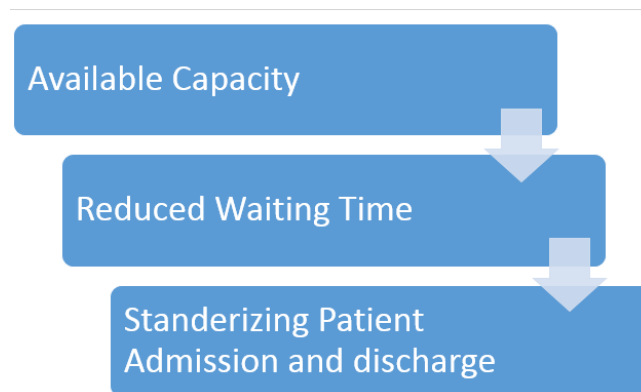 Available Capacity
Reduced Waiting Time
Standerizing Patient
Admission and discharge